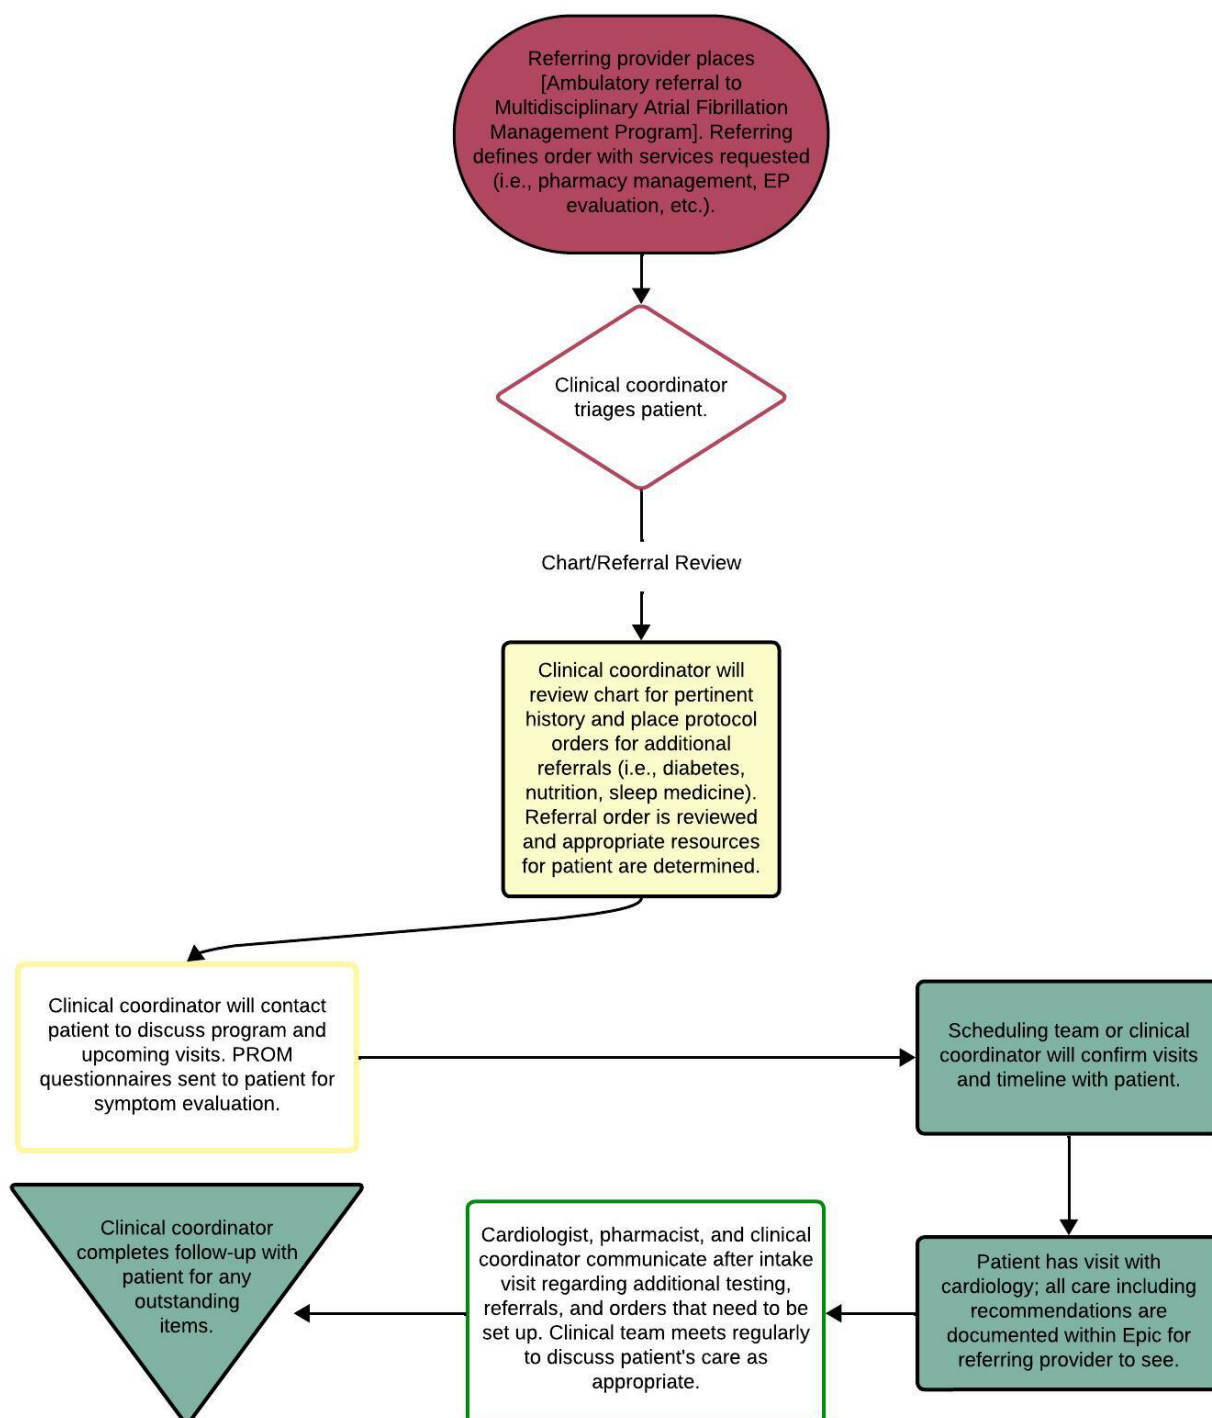 Referring provider places
[Ambulatory referral to
Multidisciplinary Atrial Fibrillation
Management Program]. Referring
defines order with services requested
(i.e., pharmacy management, EP
evaluation, etc.).
Clinical coordinator
triages patient.
Chart/Referral Review
Clinical coordinator will
review chart for pertinent
history and place protocol
orders for additional
referrals (i.e., diabetes,
nutrition, sleep medicine).
Referral order is reviewed
and appropriate resources
for patient are determined.
Clinical coordinator will contact
patient to discuss program and
upcoming visits. PROM
questionnaires sent to patient for
symptom evaluation.
Scheduling team or clinical
coordinator will confirm visits
and timeline with patient.
Patient has visit with
cardiology; all care including
recommendations are
documented within Epic for
referring provider to see.
Cardiologist, pharmacist, and clinical
coordinator communicate after intake
visit regarding additional testing,
referrals, and orders that need to be
set up. Clinical team meets regularly
to discuss patient's care as
appropriate.
Clinical coordinator
completes follow-up with
patient for any
outstanding
items.